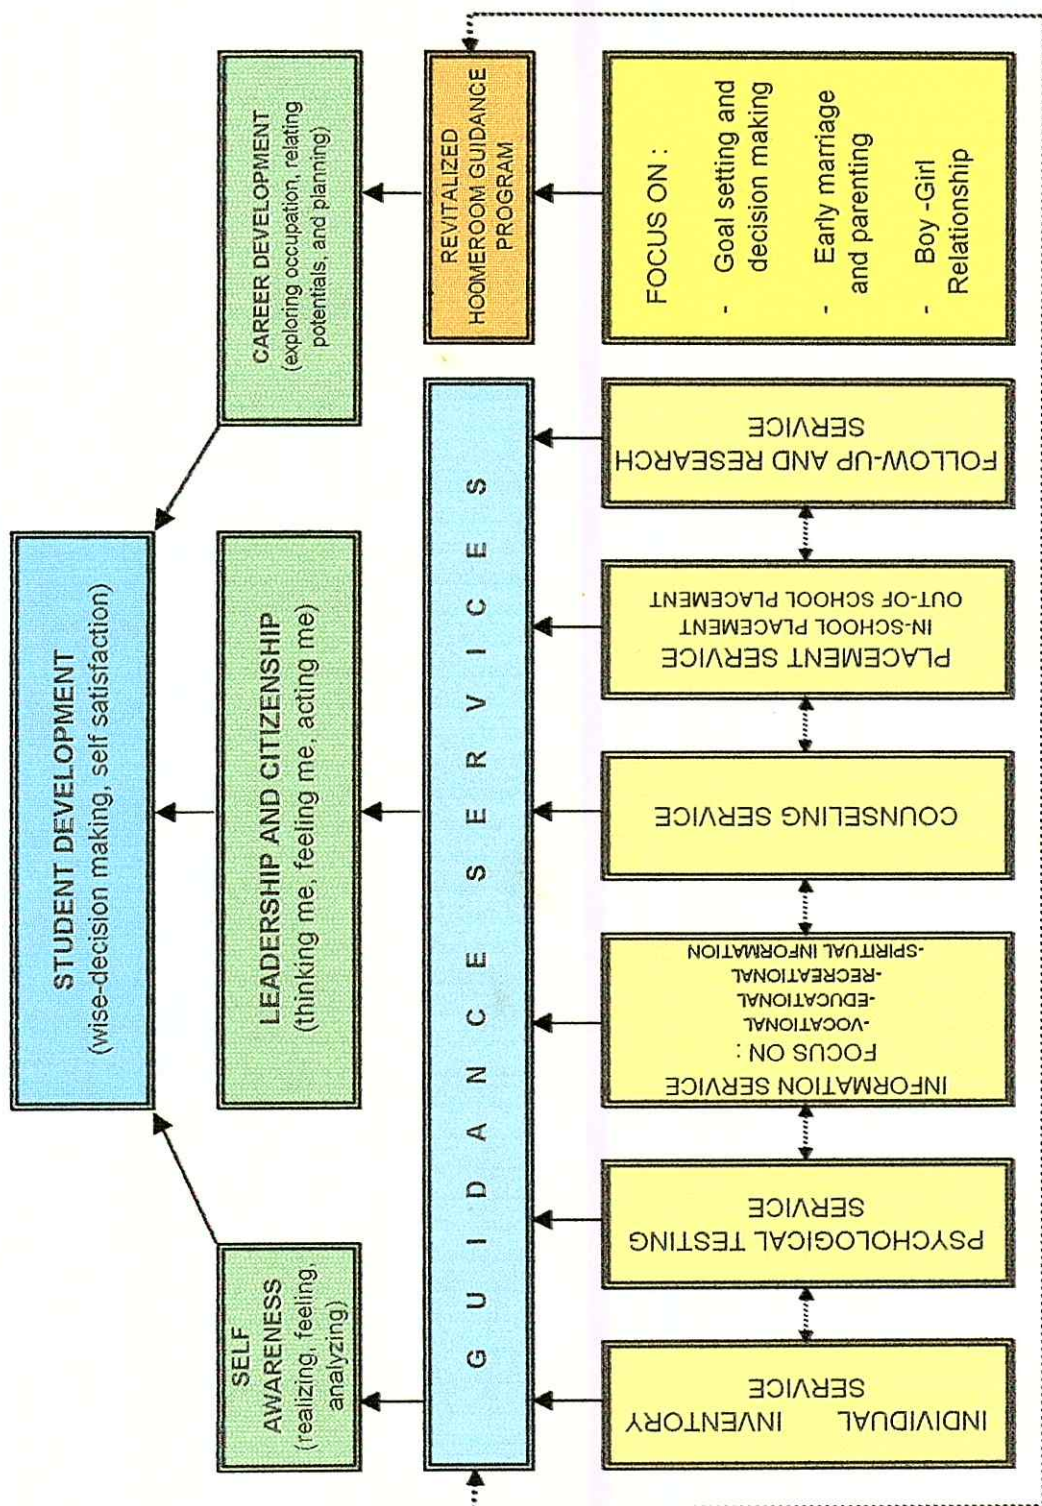 STUDENT DEVELOPMENT
(wise-decision making, self satisfaction)
SELF
AWARENESS
(realizing, feeling,
analyzing)
LEADERSHIP AND CITIZENSHIP
(thinking me, feeling me, acting me)
CAREER DEVELOPMENT
(exploring occupation, relating
potentials, and planning)
G U I D A N C E S E R V I C E S
REVITALIZED
HOOMEROOM GUIDANCE
PROGRAM
INDIVIDUAL INVENTORY
SERVICE
PSYCHOLOGICAL TESTING
SERVICE
INFORMATION SERVICE
FOCUS ON :
-VOCATIONAL
-EDUCATIONAL
-RECREATIONAL
-SPIRITUAL INFORMATION
COUNSELING SERVICE
PLACEMENT SERVICE
IN-SCHOOL PLACEMENT
OUT-OF SCHOOL PLACEMENT
FOLLOW-UP AND RESEARCH
SERVICE
FOCUS ON :
- Goal setting and
decision making
- Early marriage
and parenting
- Boy -Girl
Relationship